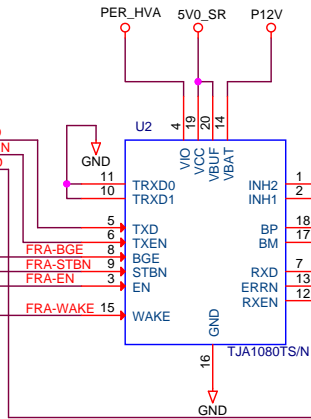 PER_HVA 5V0_SR P12V
U2
4 19 20 14
VIO VCC VBUF VBAT
GND
11 TRXD0 INH2 1
10 TRXD1 INH1 2
5 TXD BP 18
6 TXEN BM 17
FRA-BGE 8 BGE
FRA-STBN 9 STBN RXD 7
FRA-EN 3 EN ERRN 13
RXEN 12
FRA-WAKE 15 WAKE
GND
16 TJA1080TS/N
GND